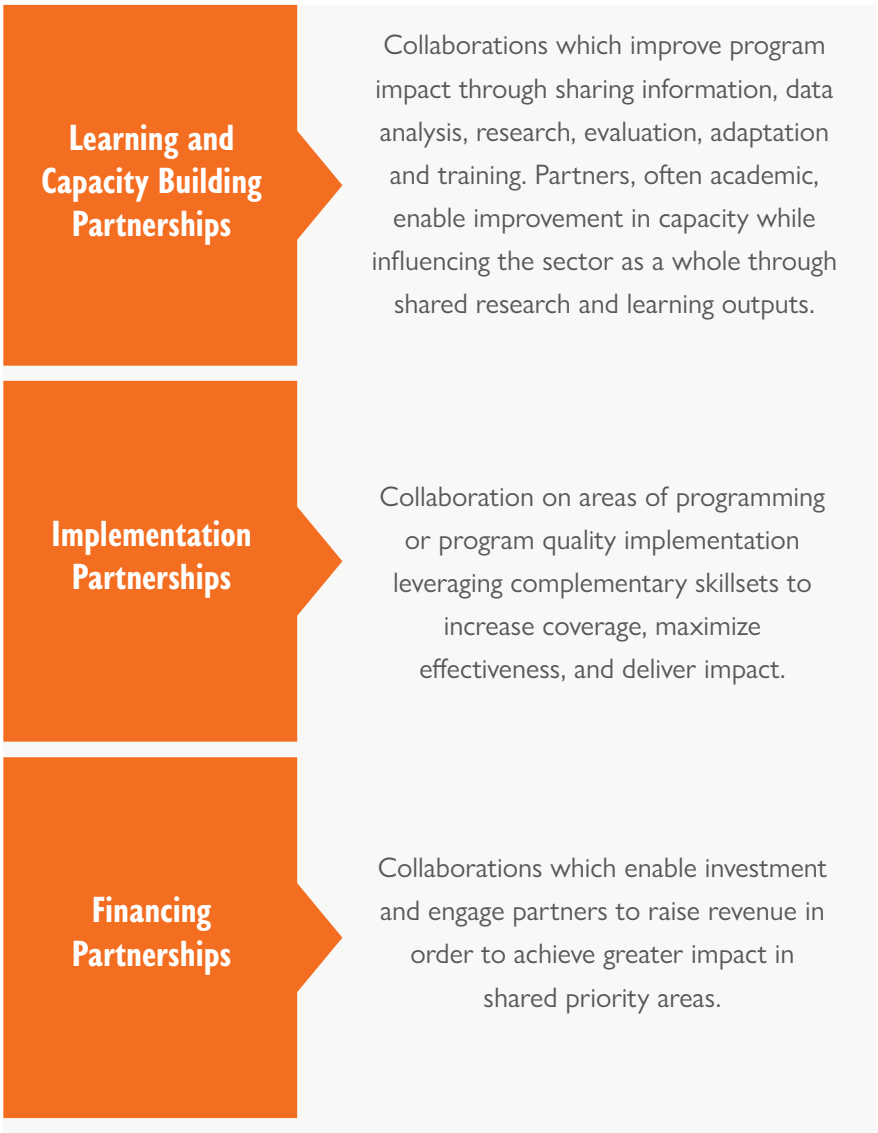 Learning and
Capacity Building
Partnerships
Collaborations which improve program
impact through sharing information, data
analysis, research, evaluation, adaptation
and training. Partners, often academic,
enable improvement in capacity while
influencing the sector as a whole through
shared research and learning outputs.
Implementation
Partnerships
Collaboration on areas of programming
or program quality implementation
leveraging complementary skillsets to
increase coverage, maximize
effectiveness, and deliver impact.
Financing
Partnerships
Collaborations which enable investment
and engage partners to raise revenue in
order to achieve greater impact in
shared priority areas.